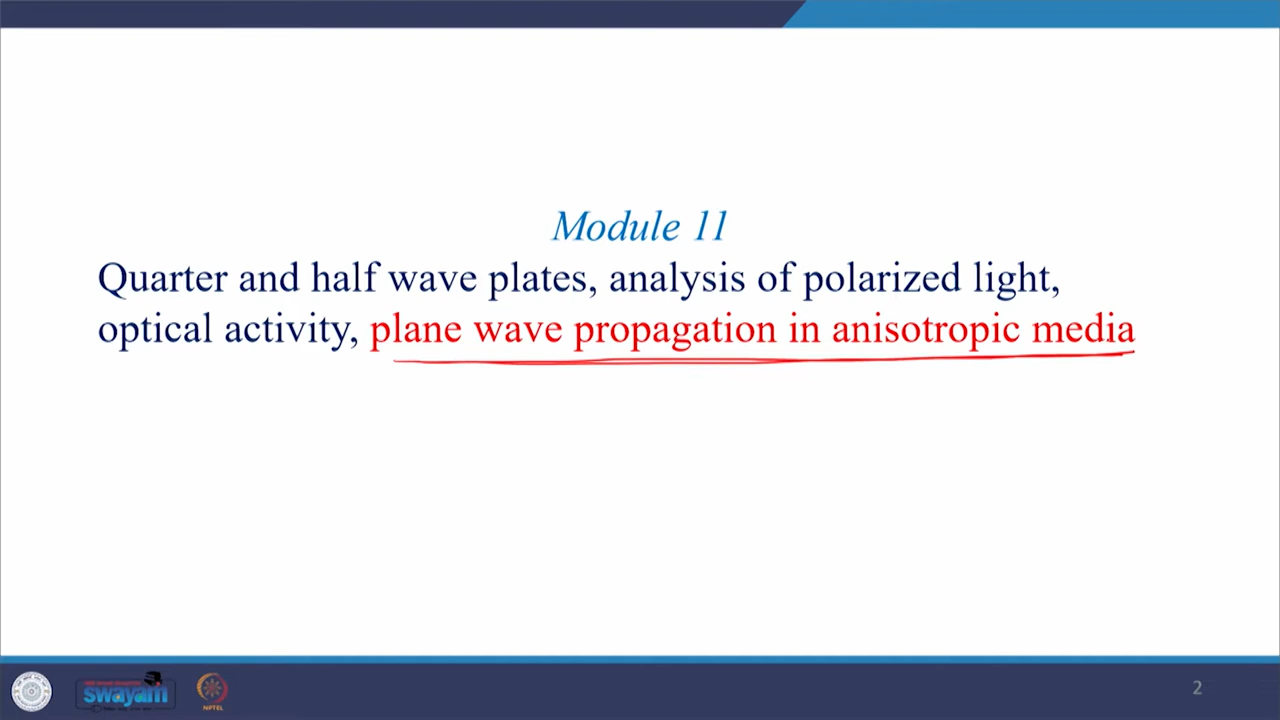 Module 11
Quarter and half wave plates, analysis of polarized light,
optical activity, plane wave propagation in anisotropic media
swayam
NPTEL
2